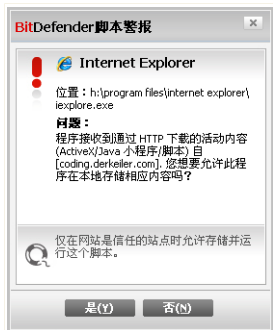 BitDefender脚本警报
Internet Explorer
位置：h:\program files\internet explorer\
iexplore.exe
问题：
程序接收到通过 HTTP 下载的活动内容
(ActiveX/Java 小程序/脚本) 自
[coding.derkeiler.com]. 您想要允许此程
序在本地存储相应内容吗?
仅在网站是信任的站点时允许存储并运
行这个脚本。
是(Y)
否(N)